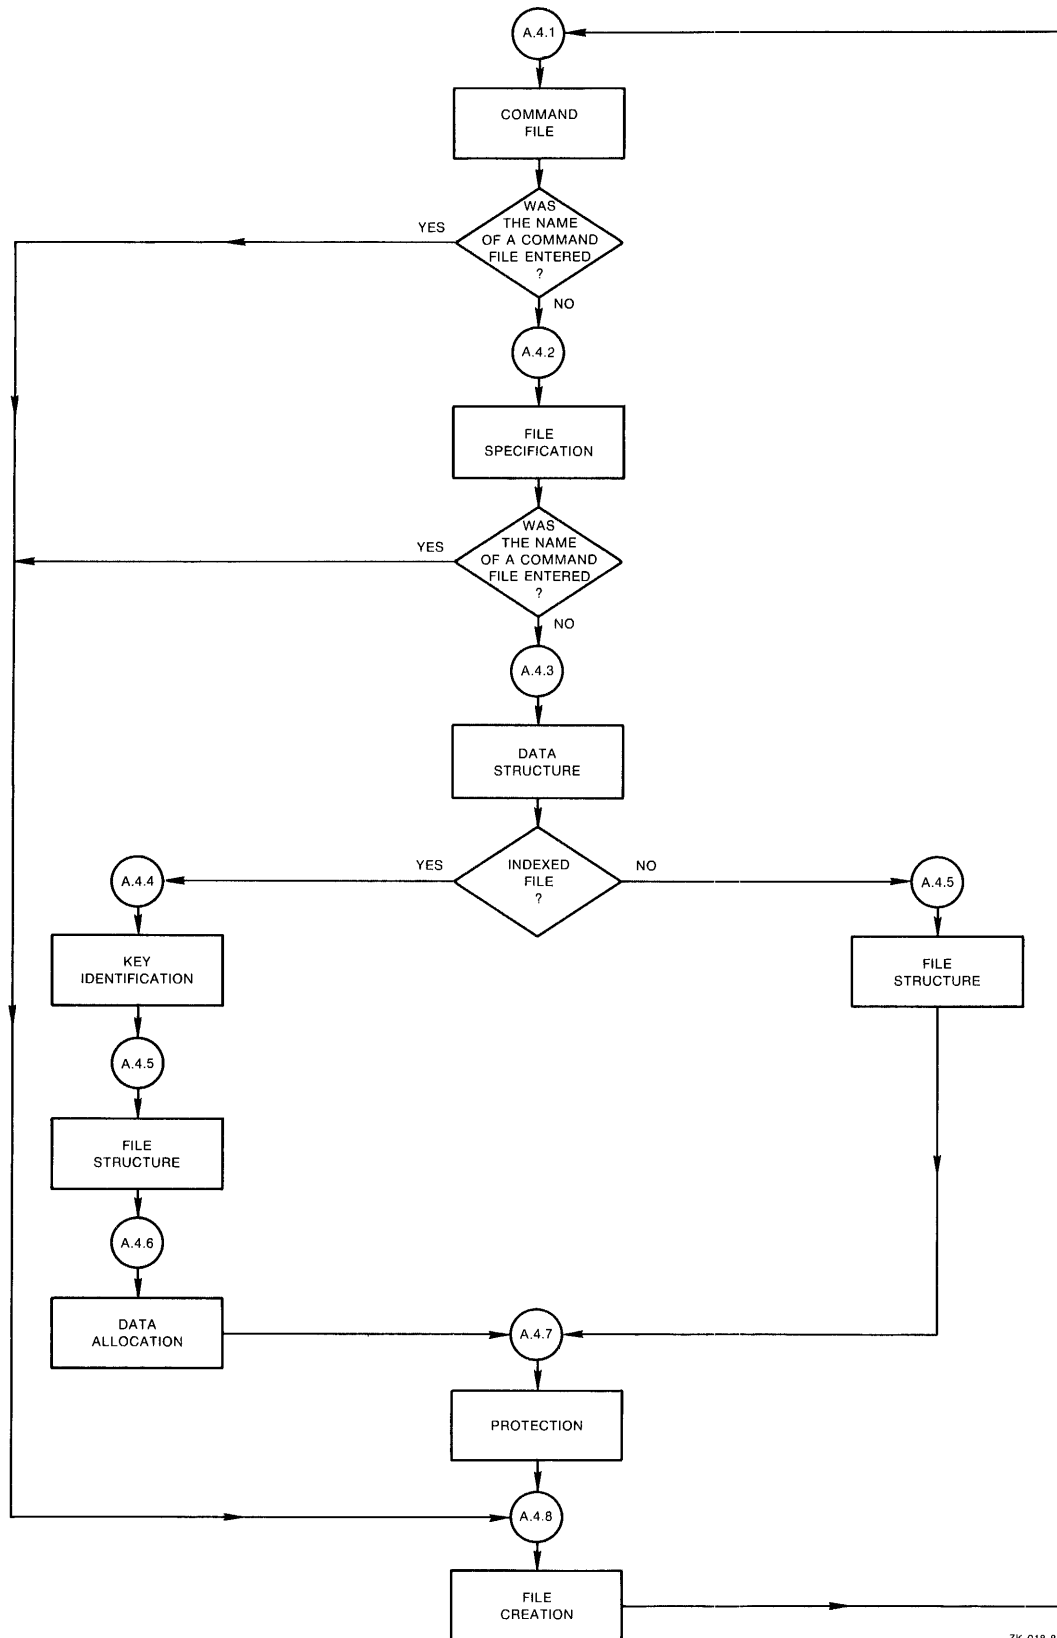 A.4.1
COMMAND
FILE
WAS
THE NAME
OF A COMMAND
FILE ENTERED
?
YES
NO
A.4.2
FILE
SPECIFICATION
WAS
THE NAME
OF A COMMAND
FILE ENTERED
?
YES
NO
A.4.3
DATA
STRUCTURE
INDEXED
FILE
?
YES
NO
A.4.4
A.4.5
KEY
IDENTIFICATION
FILE
STRUCTURE
A.4.5
FILE
STRUCTURE
A.4.6
DATA
ALLOCATION
A.4.7
PROTECTION
A.4.8
FILE
CREATION